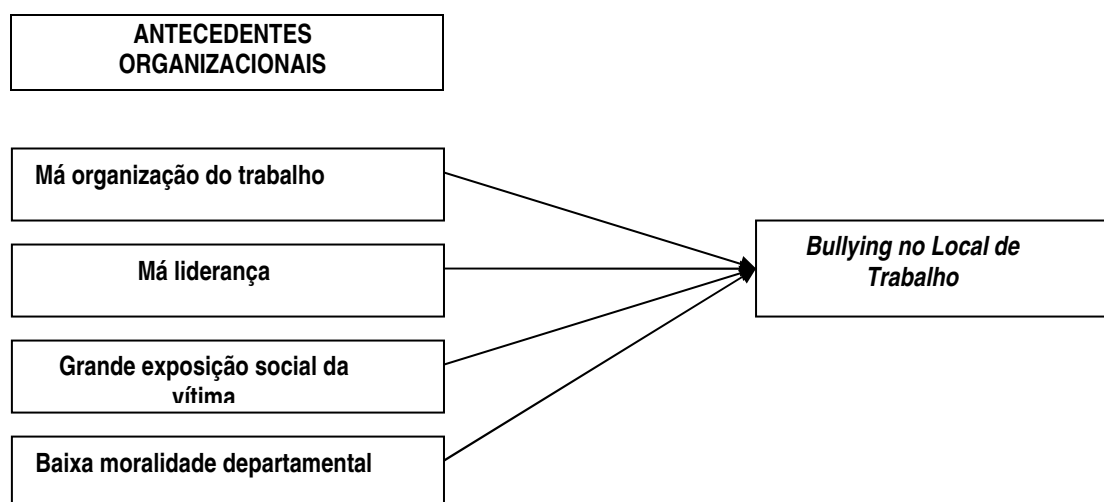 ANTECEDENTES
ORGANIZACIONAIS
Má organização do trabalho
Má liderança
Grande exposição social da
vítima
Baixa moralidade departamental
Bullying no Local de
Trabalho